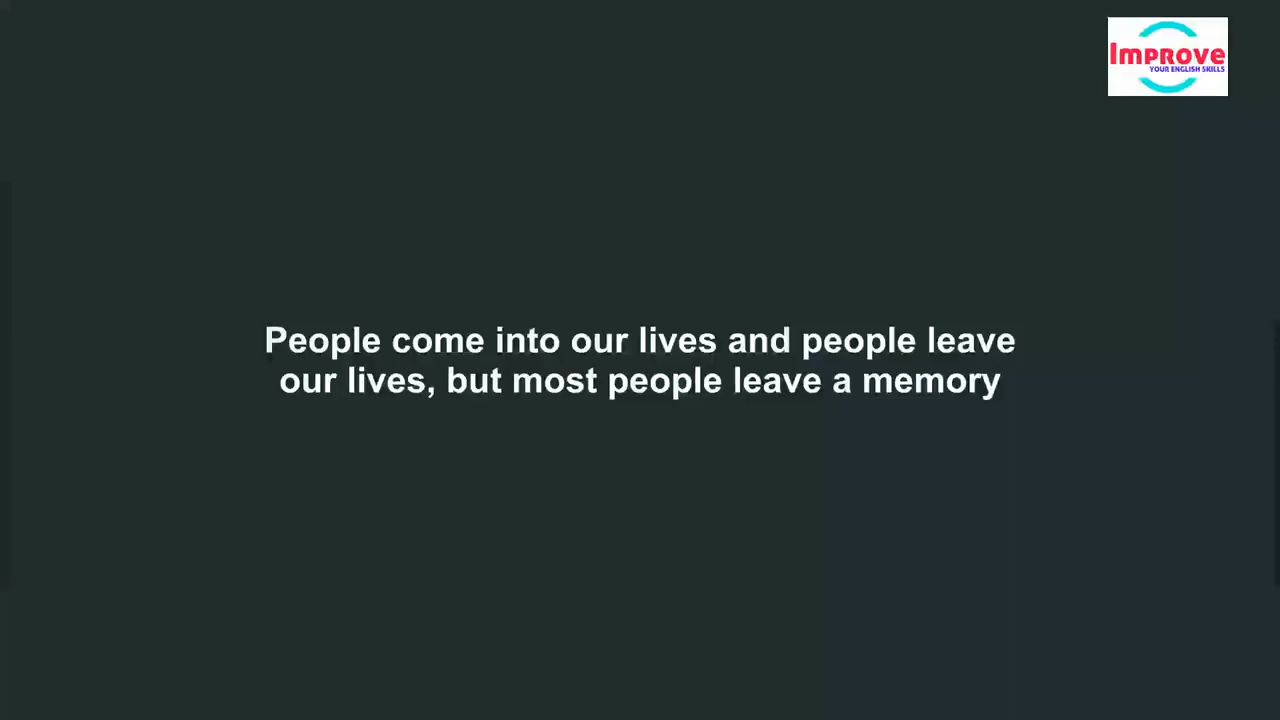 Improve
YOUR ENGLISH SKILLS
People come into our lives and people leave
our lives, but most people leave a memory